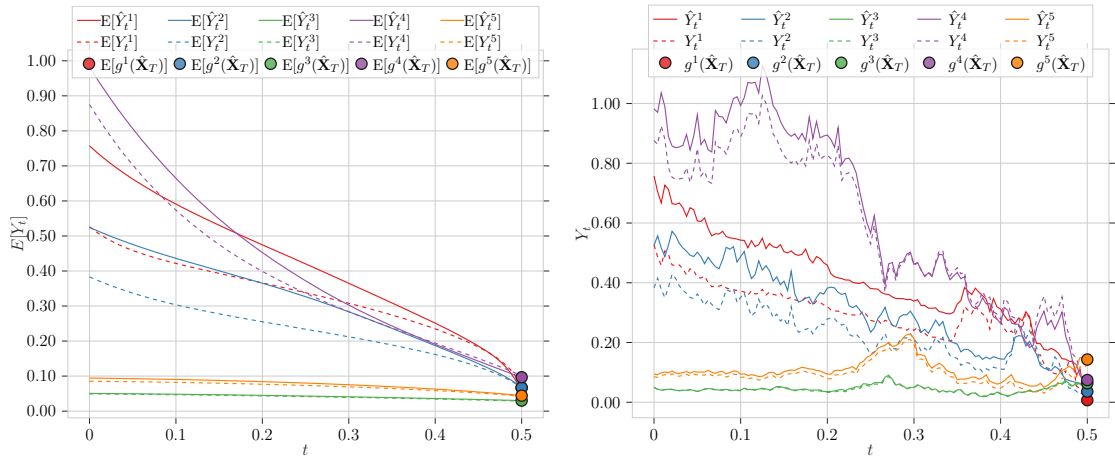 E[Ŷ_t^1] E[Ŷ_t^2] E[Ŷ_t^3] E[Ŷ_t^4] E[Ŷ_t^5]
E[Y_t^1] E[Y_t^2] E[Y_t^3] E[Y_t^4] E[Y_t^5]
E[g^1(X̂_T)] E[g^2(X̂_T)] E[g^3(X̂_T)] E[g^4(X̂_T)] E[g^5(X̂_T)]
1.00
0.90
0.80
0.70
0.60
0.50
0.40
0.30
0.20
0.10
0.00
E[Y_t]
0 0.1 0.2 0.3 0.4 0.5
t
Ŷ_t^1 Ŷ_t^2 Ŷ_t^3 Ŷ_t^4 Ŷ_t^5
Y_t^1 Y_t^2 Y_t^3 Y_t^4 Y_t^5
g^1(X̂_T) g^2(X̂_T) g^3(X̂_T) g^4(X̂_T) g^5(X̂_T)
1.00
0.80
0.60
0.40
0.20
0.00
Y_t
0 0.1 0.2 0.3 0.4 0.5
t